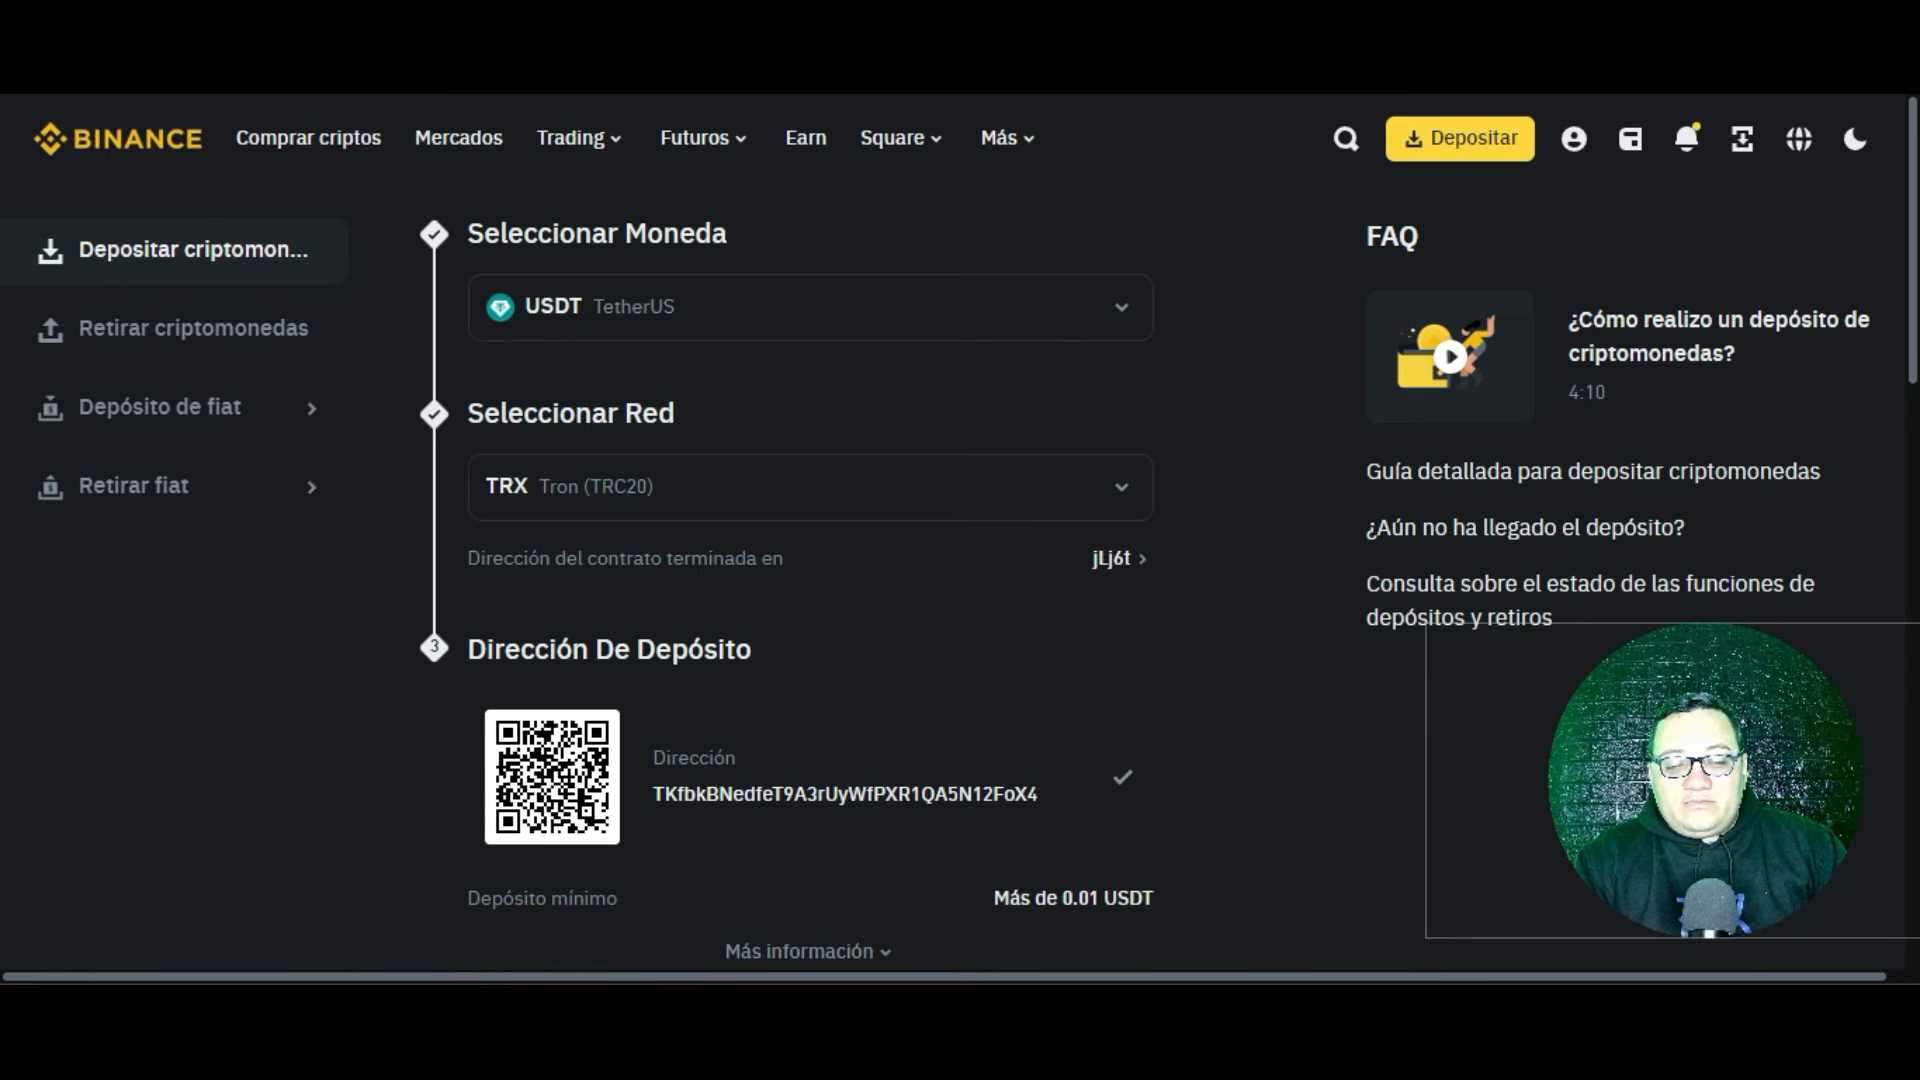 BINANCE
Comprar criptos
Mercados
Trading
Futuros
Earn
Square
Más
Depositar
Depositar criptomon...
Retirar criptomonedas
Depósito de fiat
Retirar fiat
Seleccionar Moneda
USDT TetherUS
Seleccionar Red
TRX Tron (TRC20)
Dirección del contrato terminada en
jLj6t
3
Dirección De Depósito
Dirección
TKfbkBNedfeT9A3rUyWfPXR1QA5N12FoX4
Depósito mínimo
Más de 0.01 USDT
Más información
FAQ
¿Cómo realizo un depósito de
criptomonedas?
4:10
Guía detallada para depositar criptomonedas
¿Aún no ha llegado el depósito?
Consulta sobre el estado de las funciones de
depósitos y retiros